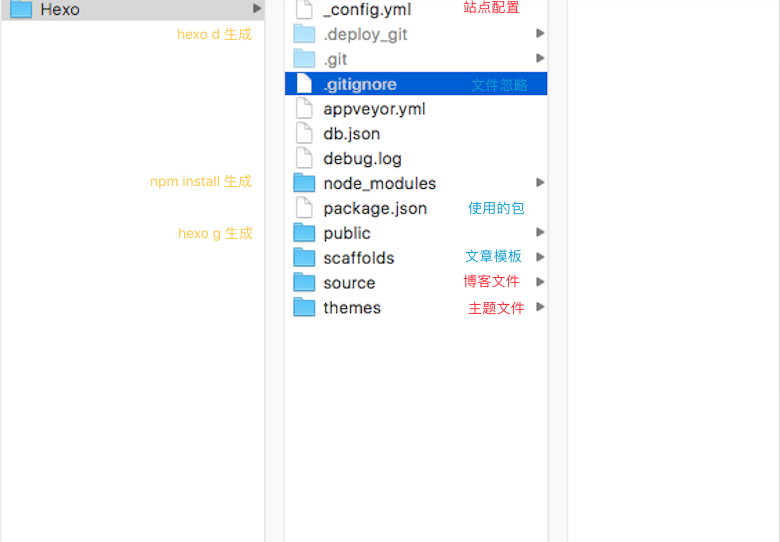 Hexo
_config.yml 站点配置
hexo d 生成 .deploy_git
.git
.gitignore 文件忽略
appveyor.yml
db.json
debug.log
npm install 生成 node_modules
package.json 使用的包
hexo g 生成 public
scaffolds 文章模板
source 博客文件
themes 主题文件